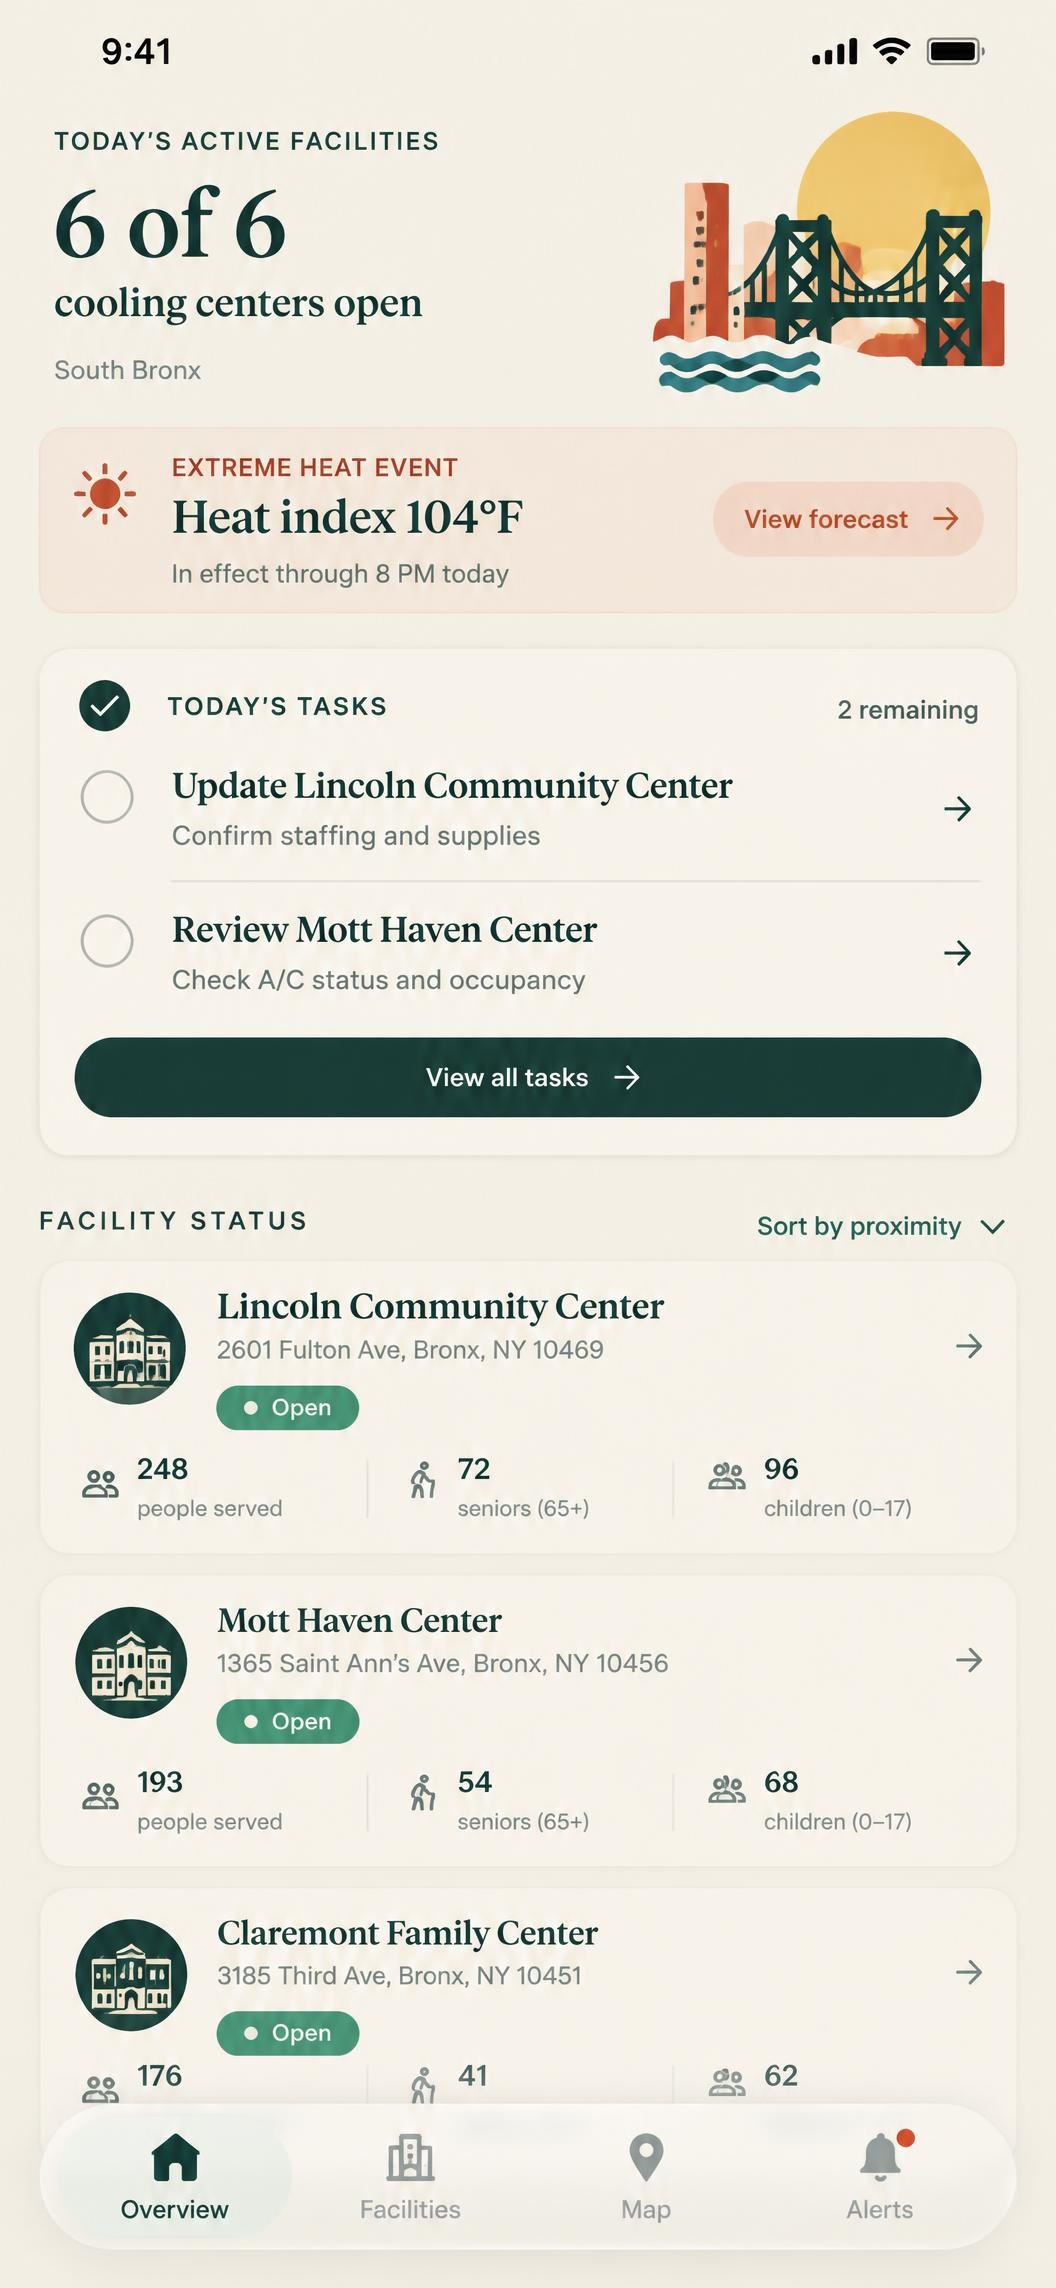 9:41
TODAY’S ACTIVE FACILITIES
6 of 6
cooling centers open
South Bronx
EXTREME HEAT EVENT
Heat index 104°F
In effect through 8 PM today
View forecast
TODAY’S TASKS
2 remaining
Update Lincoln Community Center
Confirm staffing and supplies
Review Mott Haven Center
Check A/C status and occupancy
View all tasks
FACILITY STATUS
Sort by proximity
Lincoln Community Center
2601 Fulton Ave, Bronx, NY 10469
Open
248
people served
72
seniors (65+)
96
children (0–17)
Mott Haven Center
1365 Saint Ann’s Ave, Bronx, NY 10456
Open
193
people served
54
seniors (65+)
68
children (0–17)
Claremont Family Center
3185 Third Ave, Bronx, NY 10451
Open
176
41
62
Overview
Facilities
Map
Alerts